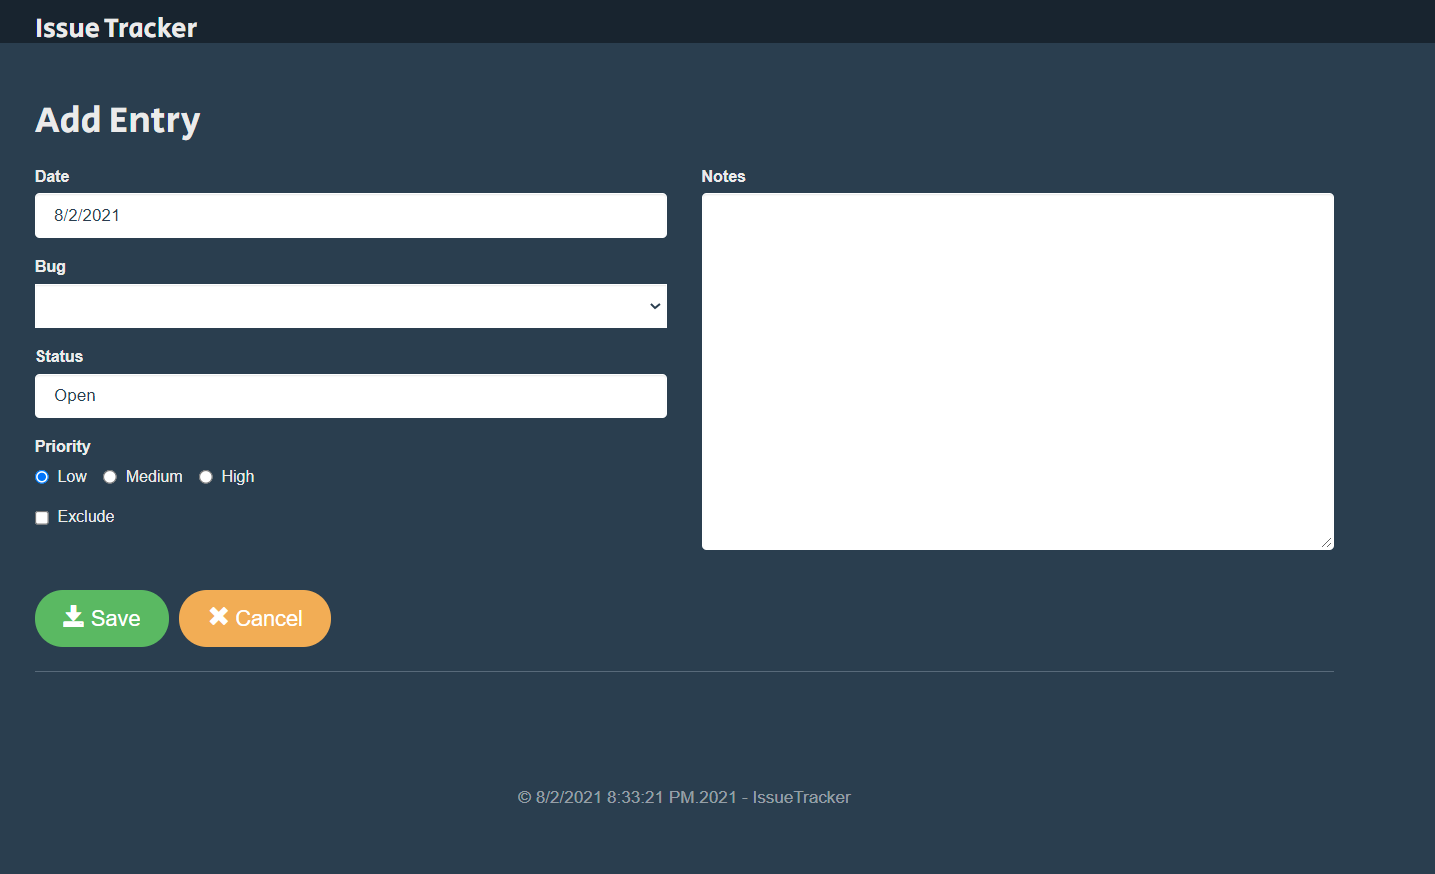 Issue Tracker
Add Entry
Date
8/2/2021
Bug
Status
Open
Priority
Low Medium High
Exclude
Notes
Save Cancel
© 8/2/2021 8:33:21 PM.2021 - IssueTracker